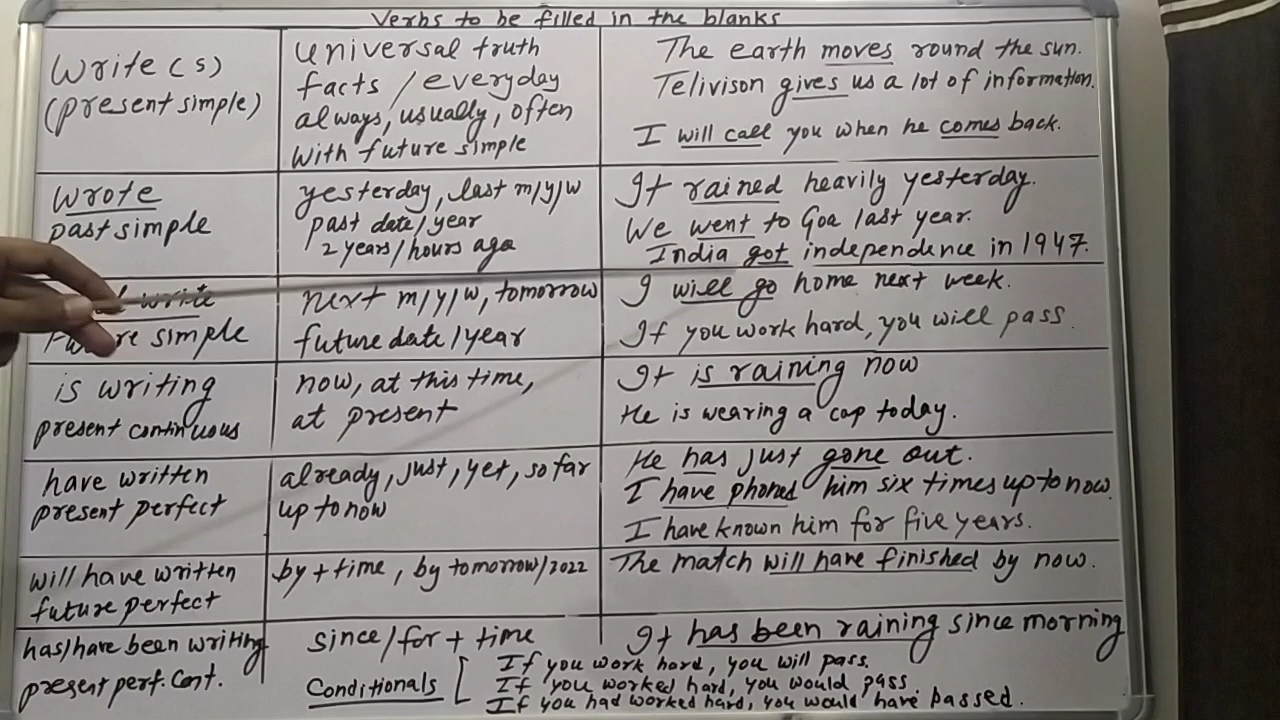 Verbs to be filled in the blanks
Write(s)
(present simple)
universal truth
facts / everyday
always, usually, often
with future simple
The earth moves round the sun.
Telivison gives us a lot of information.
I will call you when he comes back.
Wrote
past simple
yesterday, last m/y/w
past date/year
2 years/hours ago
It rained heavily yesterday.
We went to Goa last year.
India got independence in 1947.
write
simple
next m/y/w, tomorrow
future date/year
I will go home next week.
If you work hard, you will pass.
is writing
present continuous
now, at this time,
at present
It is raining now
He is wearing a cap today.
have written
present perfect
already, just, yet, so far
up to now
He has just gone out.
I have phoned him six times up to now.
I have known him for five years.
will have written
future perfect
by + time, by tomorrow/2022
The match will have finished by now.
has/have been writing
present perf. cont.
since/for + time
It has been raining since morning
Conditionals
If you work hard, you will pass.
If you worked hard, you would pass.
If you had worked hard, you would have passed.